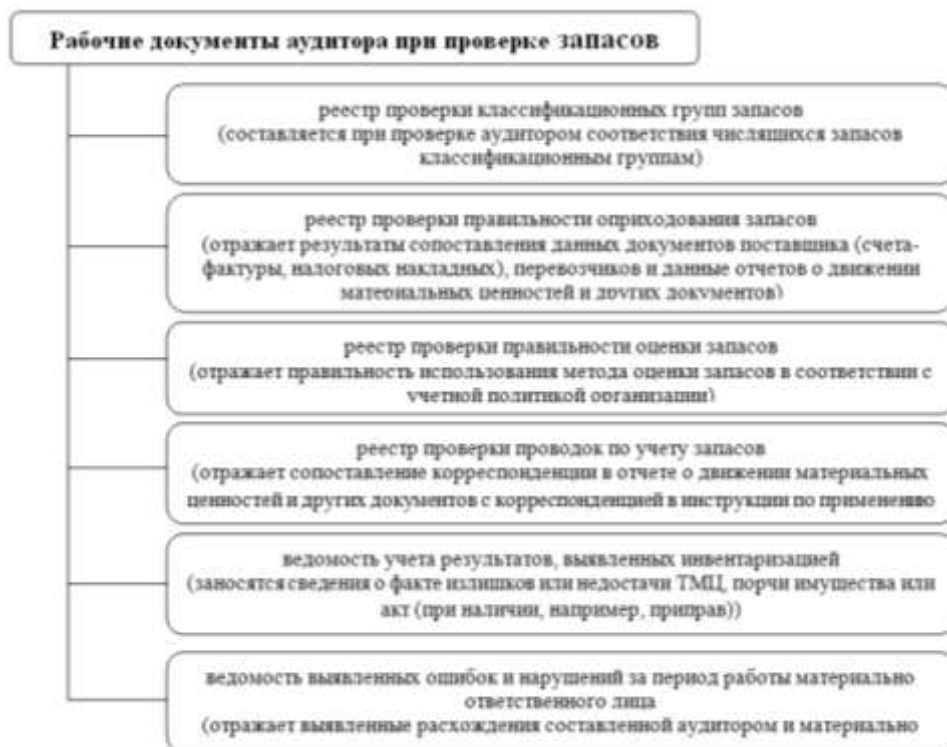 Рабочие документы аудитора при проверке запасов
реестр проверки классификационных групп запасов
(составляется при проверке аудитором соответствия числящихся запасов
классификационным группам)
реестр проверки правильности оприходования запасов
(отражает результаты сопоставления данных документов поставщика (счета-
фактуры, налоговых накладных), перевозчиков и данные отчетов о движении
материальных ценностей и других документов)
реестр проверки правильности оценки запасов
(отражает правильность использования метода оценки запасов в соответствии с
учетной политикой организации)
реестр проверки проводок по учету запасов
(отражает сопоставление корреспонденции в отчете о движении материальных
ценностей и других документов с корреспонденцией в инструкции по применению
ведомость учета результатов, выявленных инвентаризацией
(заносятся сведения о факте излишков или недостачи ТМЦ, порчи имущества или
акт (при наличии, например, приправ))
ведомость выявленных ошибок и нарушений за период работы материально
ответственного лица
(отражает выявленные расхождения составленной аудитором и материально